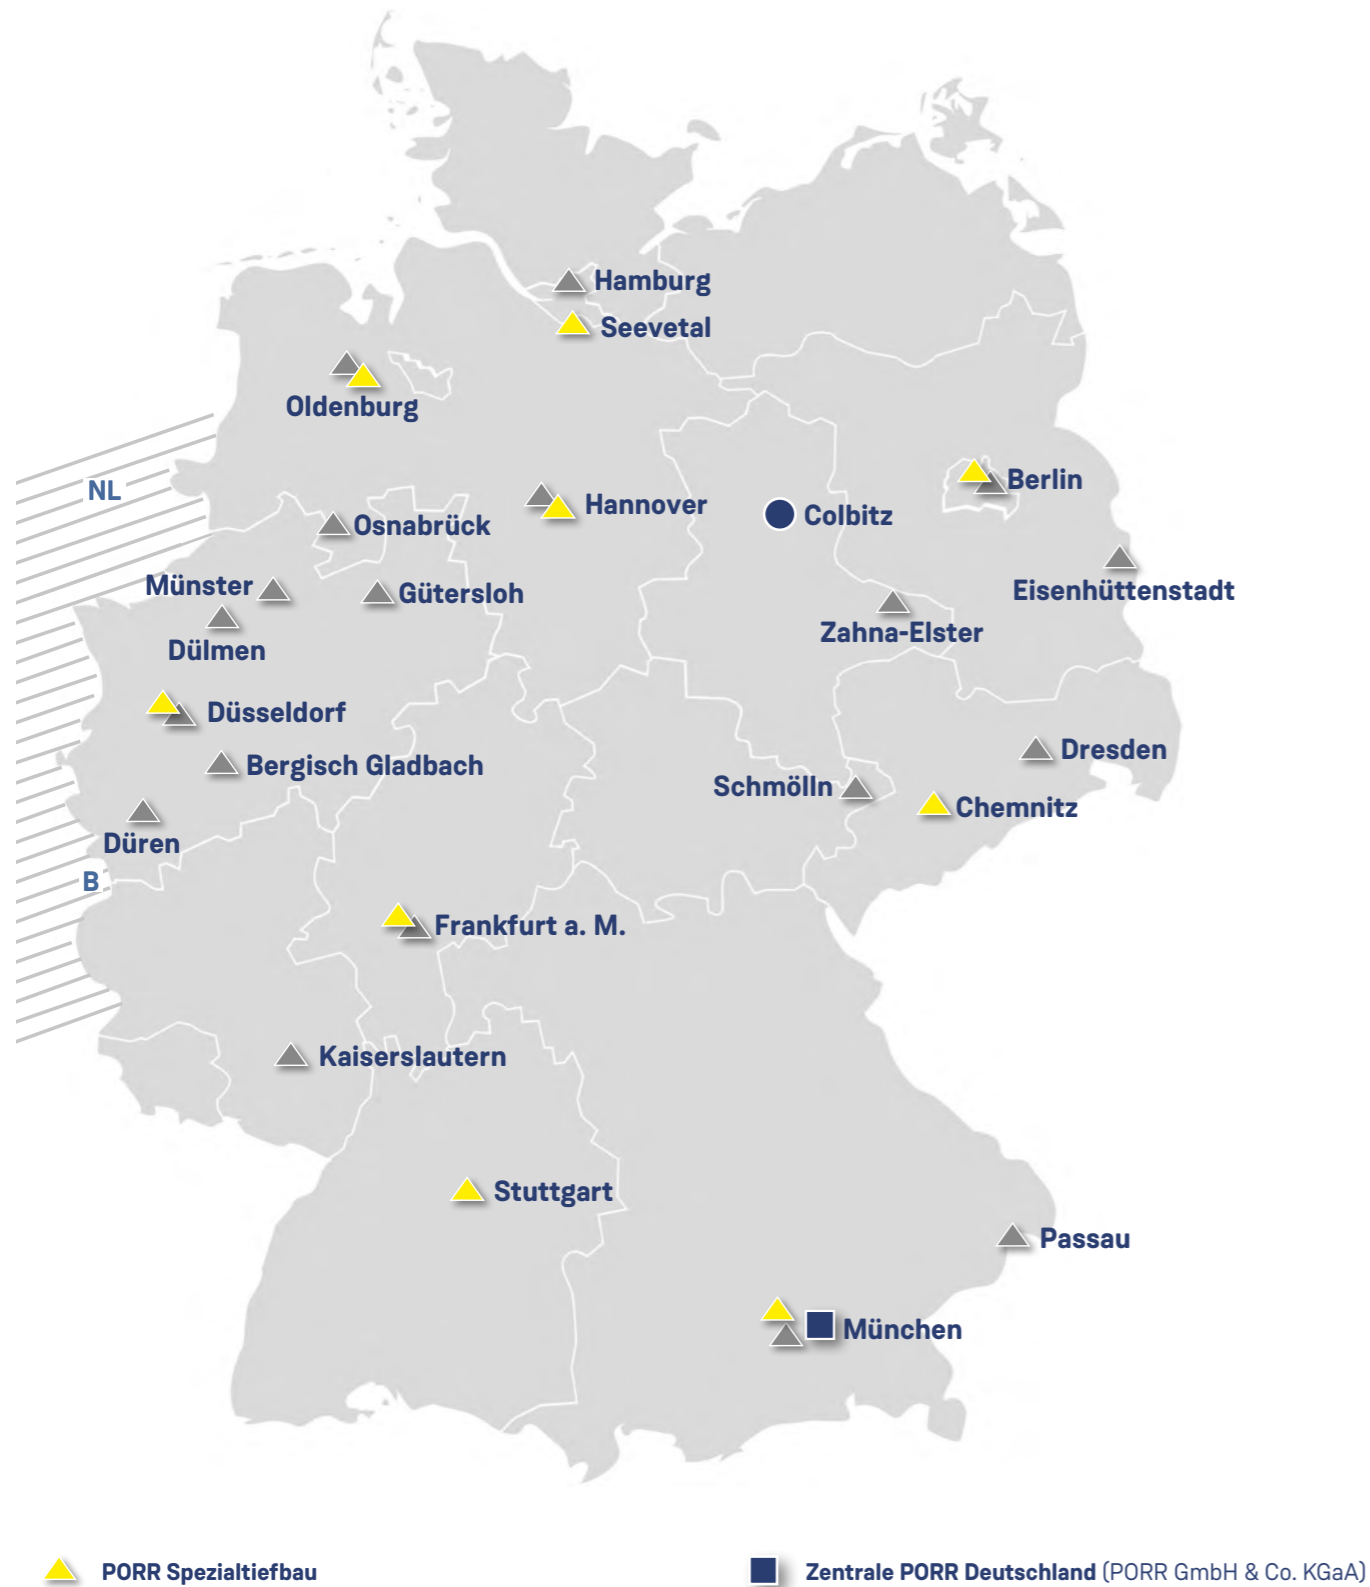 Hamburg
Seevetal
Oldenburg
NL
Berlin
Hannover
Colbitz
Osnabrück
Münster
Gütersloh
Eisenhüttenstadt
Zahna-Elster
Dülmen
Düsseldorf
Dresden
Bergisch Gladbach
Schmölln
Chemnitz
Düren
B
Frankfurt a. M.
Kaiserslautern
Stuttgart
Passau
München
PORR Spezialtiefbau
Zentrale PORR Deutschland (PORR GmbH & Co. KGaA)